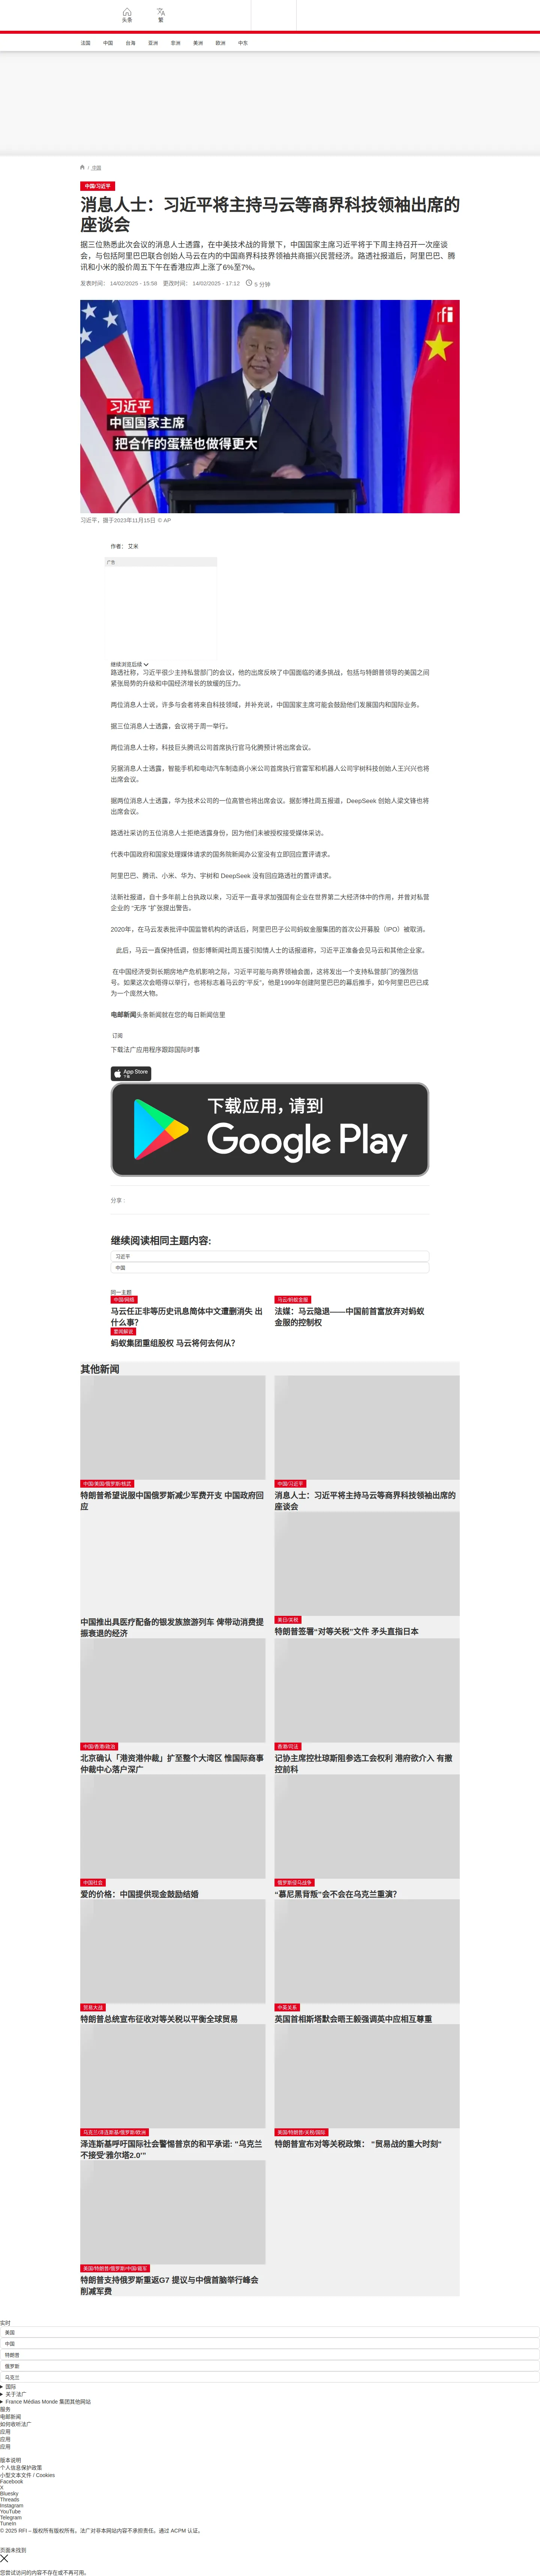 头条
繁
法国
中国
台海
亚洲
非洲
美洲
欧洲
中东
/ 中国
中国/习近平
消息人士：习近平将主持马云等商界科技领袖出席的
座谈会
据三位熟悉此次会议的消息人士透露，在中美技术战的背景下，中国国家主席习近平将于下周主持召开一次座谈
会，与包括阿里巴巴联合创始人马云在内的中国商界科技界领袖共商振兴民营经济。路透社报道后，阿里巴巴、腾
讯和小米的股价周五下午在香港应声上涨了6%至7%。
发表时间： 14/02/2025 - 15:58 更改时间： 14/02/2025 - 17:12 5 分钟
rfi
习近平
中国国家主席
把合作的蛋糕也做得更大
习近平，摄于2023年11月15日 © AP
作者： 艾米
广告
继续浏览后续
路透社称，习近平很少主持私营部门的会议，他的出席反映了中国面临的诸多挑战，包括与特朗普领导的美国之间
紧张局势的升级和中国经济增长的放缓的压力。
两位消息人士说，许多与会者将来自科技领域，并补充说，中国国家主席可能会鼓励他们发展国内和国际业务。
据三位消息人士透露，会议将于周一举行。
两位消息人士称，科技巨头腾讯公司首席执行官马化腾预计将出席会议。
另据消息人士透露，智能手机和电动汽车制造商小米公司首席执行官雷军和机器人公司宇树科技创始人王兴兴也将
出席会议。
据两位消息人士透露，华为技术公司的一位高管也将出席会议。据彭博社周五报道，DeepSeek 创始人梁文锋也将
出席会议。
路透社采访的五位消息人士拒绝透露身份，因为他们未被授权接受媒体采访。
代表中国政府和国家处理媒体请求的国务院新闻办公室没有立即回应置评请求。
阿里巴巴、腾讯、小米、华为、宇树和 DeepSeek 没有回应路透社的置评请求。
法新社报道，自十多年前上台执政以来，习近平一直寻求加强国有企业在世界第二大经济体中的作用，并曾对私营
企业的 "无序 "扩张提出警告。
2020年，在马云发表批评中国监管机构的讲话后，阿里巴巴子公司蚂蚁金服集团的首次公开募股（IPO）被取消。
此后，马云一直保持低调，但彭博新闻社周五援引知情人士的话报道称，习近平正准备会见马云和其他企业家。
在中国经济受到长期房地产危机影响之际，习近平可能与商界领袖会面，这将发出一个支持私营部门的强烈信
号。如果这次会晤得以举行，也将标志着马云的"平反"，他是1999年创建阿里巴巴的幕后推手，如今阿里巴巴已成
为一个庞然大物。
电邮新闻头条新闻就在您的每日新闻信里
订阅
下载法广应用程序跟踪国际时事
App Store
下载应用，请到
Google Play
分享 :
继续阅读相同主题内容:
习近平
中国
同一主题
中国/网络
马云任正非等历史讯息简体中文遭删消失 出
什么事?
马云/蚂蚁金服
法媒：马云隐退——中国前首富放弃对蚂蚁
金服的控制权
要闻解说
蚂蚁集团重组股权 马云将何去何从?
其他新闻
中国/美国/俄罗斯/核武
特朗普希望说服中国俄罗斯减少军费开支 中国政府回
应
中国/习近平
消息人士：习近平将主持马云等商界科技领袖出席的
座谈会
中国推出具医疗配备的银发族旅游列车 俾带动消费提
振衰退的经济
美日/关税
特朗普签署“对等关税”文件 矛头直指日本
中国/香港/政治
北京确认「港资港仲裁」扩至整个大湾区 惟国际商事
仲裁中心落户深广
香港/司法
记协主席控杜琼斯阻参选工会权利 港府欲介入 有撤
控前科
中国社会
爱的价格：中国提供现金鼓励结婚
俄罗斯侵乌战争
“慕尼黑背叛”会不会在乌克兰重演?
贸易大战
特朗普总统宣布征收对等关税以平衡全球贸易
中英关系
英国首相斯塔默会晤王毅强调英中应相互尊重
乌克兰/泽连斯基/俄罗斯/欧洲
泽连斯基呼吁国际社会警惕普京的和平承诺: "乌克兰
不接受'雅尔塔2.0'"
美国/特朗普/关税/国际
特朗普宣布对等关税政策： "贸易战的重大时刻"
美国/特朗普/俄罗斯/中国/裁军
特朗普支持俄罗斯重返G7 提议与中俄首脑举行峰会
削减军费
实时
美国
中国
特朗普
俄罗斯
乌克兰
国际
关于法广
France Médias Monde 集团其他网站
服务
电邮新闻
如何收听法广
应用
应用
应用
版本说明
个人信息保护政策
小型文本文件 / Cookies
Facebook
X
Bluesky
Threads
Instagram
YouTube
Telegram
TuneIn
© 2025 RFI – 版权所有版权所有。法广对非本网站内容不承担责任。通过 ACPM 认证。
页面未找到
您尝试访问的内容不存在或不再可用。